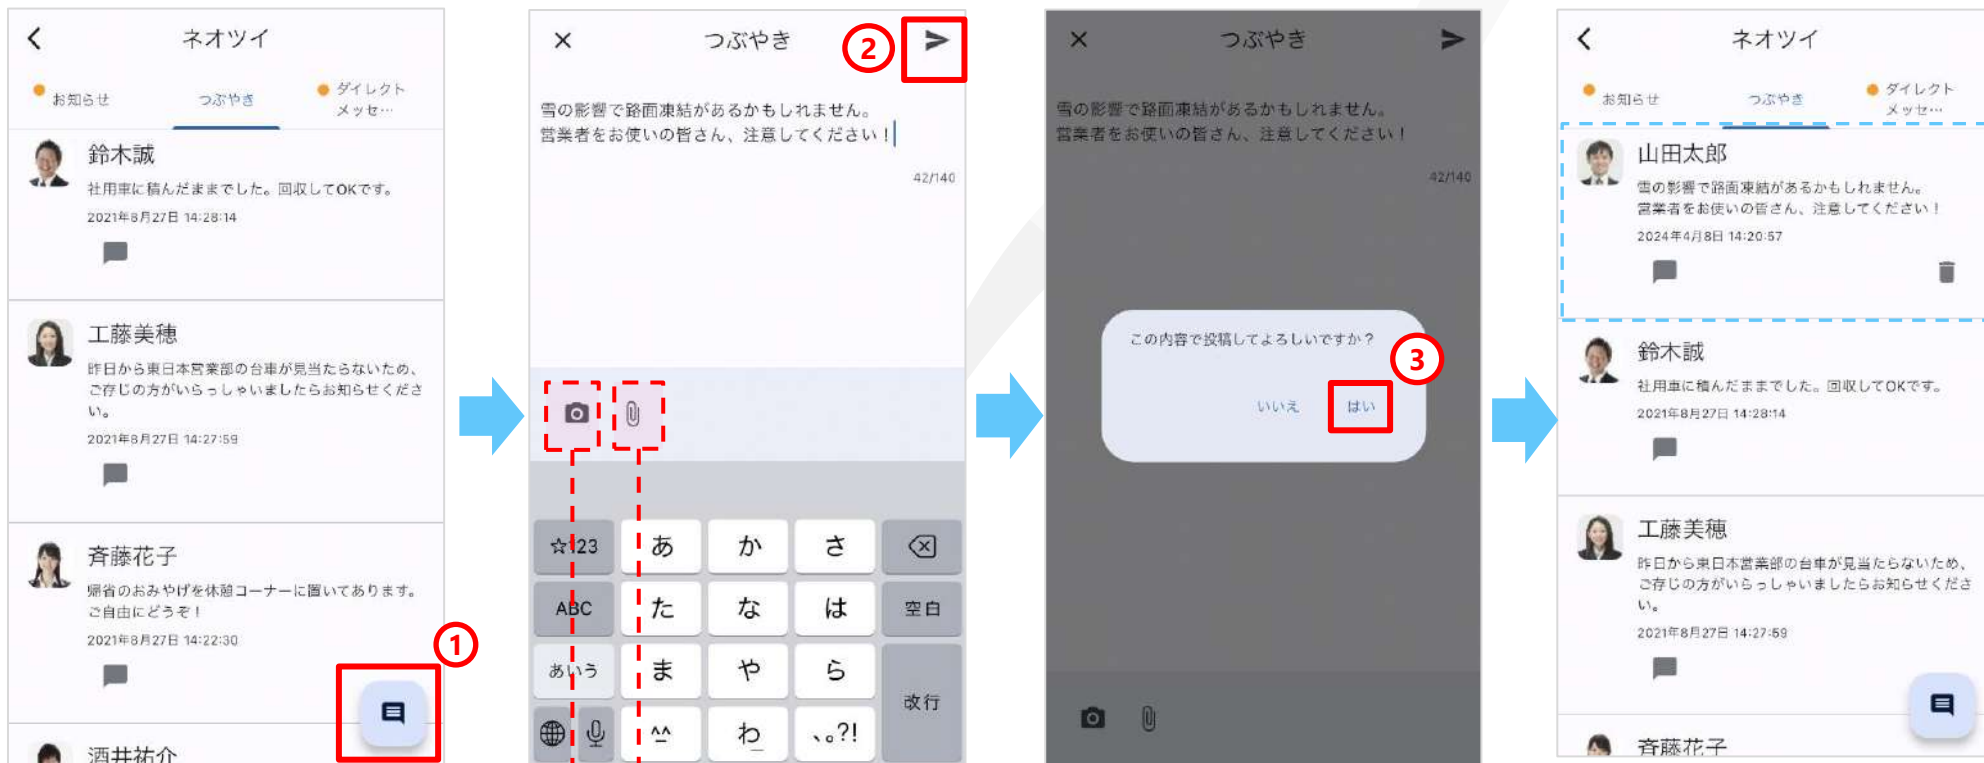 ネオツイ
お知らせ
つぶやき
ダイレクト
メッセ…
鈴木誠
社用車に積んだままでした。回収してOKです。
2021年8月27日 14:28:14
工藤美穂
昨日から東日本営業部の台車が見当たらないため、
ご存じの方がいらっしゃいましたらお知らせくださ
い。
2021年8月27日 14:27:59
斉藤花子
帰省のおみやげを休憩コーナーに置いてあります。
ご自由にどうぞ！
2021年8月27日 14:22:30
1
酒井祐介
つぶやき
2
雪の影響で路面凍結があるかもしれません。
営業者をお使いの皆さん、注意してください！
42/140
☆123
あ
か
さ
ABC
た
な
は
空白
あいう
ま
や
ら
改行
^^
わ
、。?!
つぶやき
雪の影響で路面凍結があるかもしれません。
営業者をお使いの皆さん、注意してください！
42/140
この内容で投稿してよろしいですか？
3
いいえ
はい
ネオツイ
お知らせ
つぶやき
ダイレクト
メッセ…
山田太郎
雪の影響で路面凍結があるかもしれません。
営業者をお使いの皆さん、注意してください！
2024年4月8日 14:20:57
鈴木誠
社用車に積んだままでした。回収してOKです。
2021年8月27日 14:28:14
工藤美穂
昨日から東日本営業部の台車が見当たらないため、
ご存じの方がいらっしゃいましたらお知らせくださ
い。
2021年8月27日 14:27:59
斉藤花子